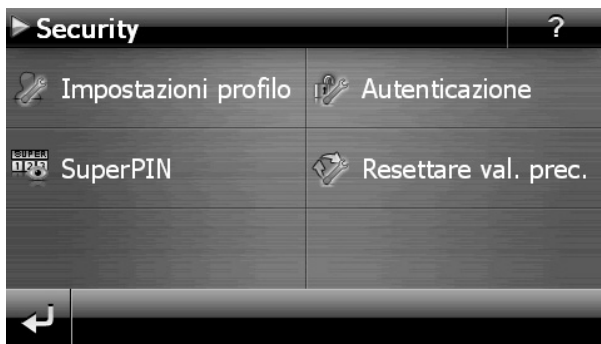 Security
?
Impostazioni profilo
Autenticazione
SUPER
123
SuperPIN
Resettare val. prec.